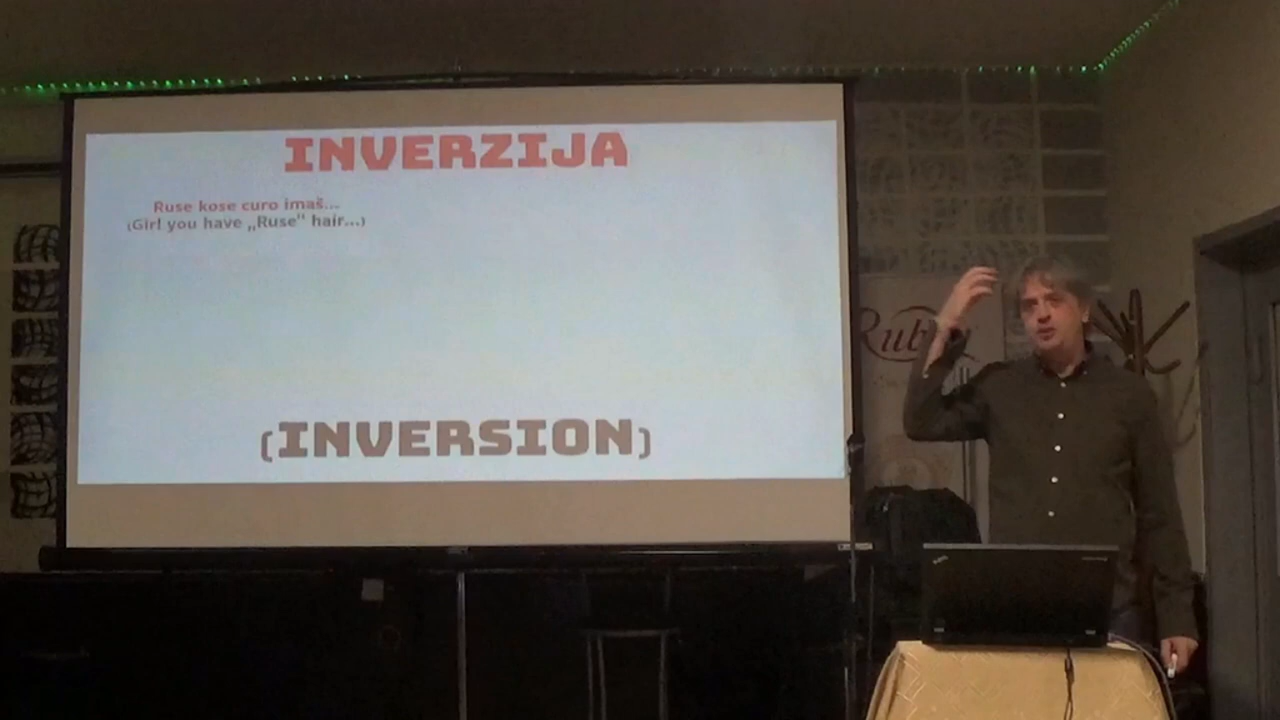 INVERZIJA
Ruse kose curo imaš...
(Girl you have „Ruse“ hair...)
(INVERSION)